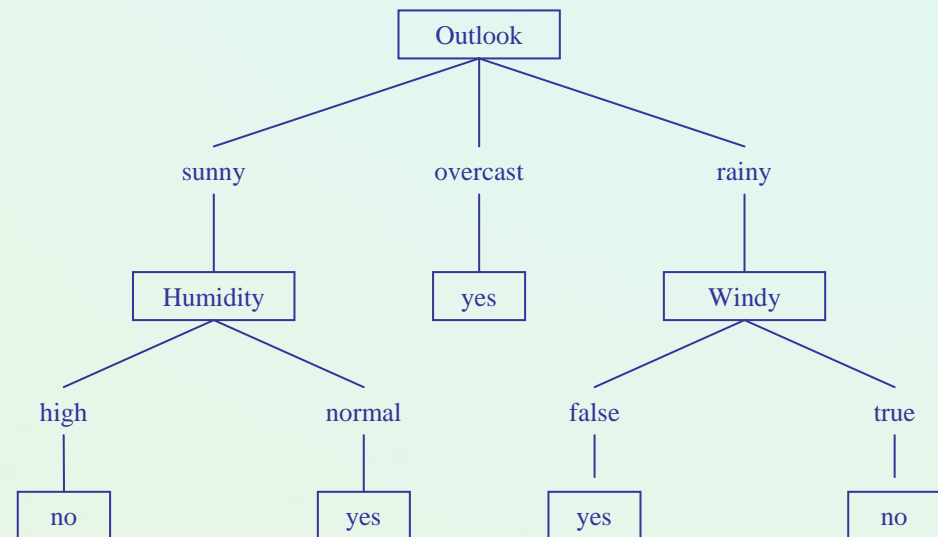 Outlook
sunny overcast rainy
Humidity yes Windy
high normal false true
no yes yes no